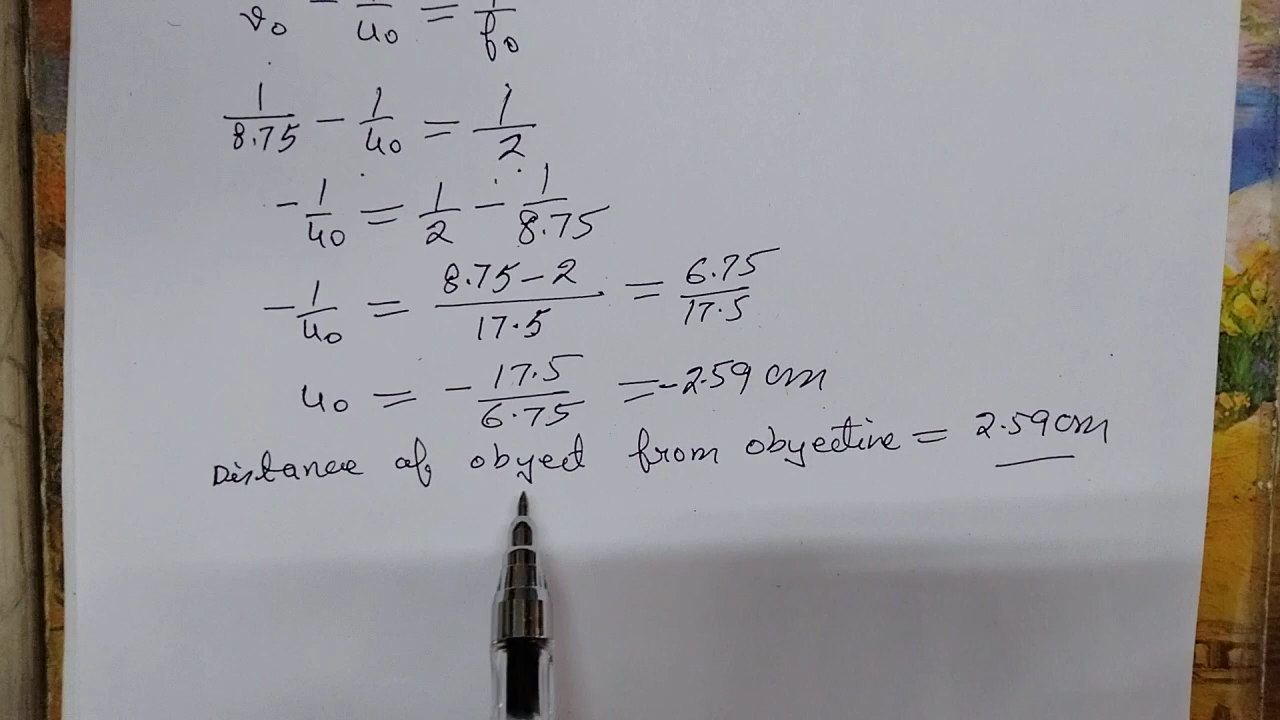 1/v₀ - 1/u₀ = 1/f₀
1/8.75 - 1/u₀ = 1/2
-1/u₀ = 1/2 - 1/8.75
-1/u₀ = (8.75-2)/17.5 = 6.75/17.5
u₀ = -17.5/6.75 = -2.59 cm
Distance of object from objective = 2.59 cm